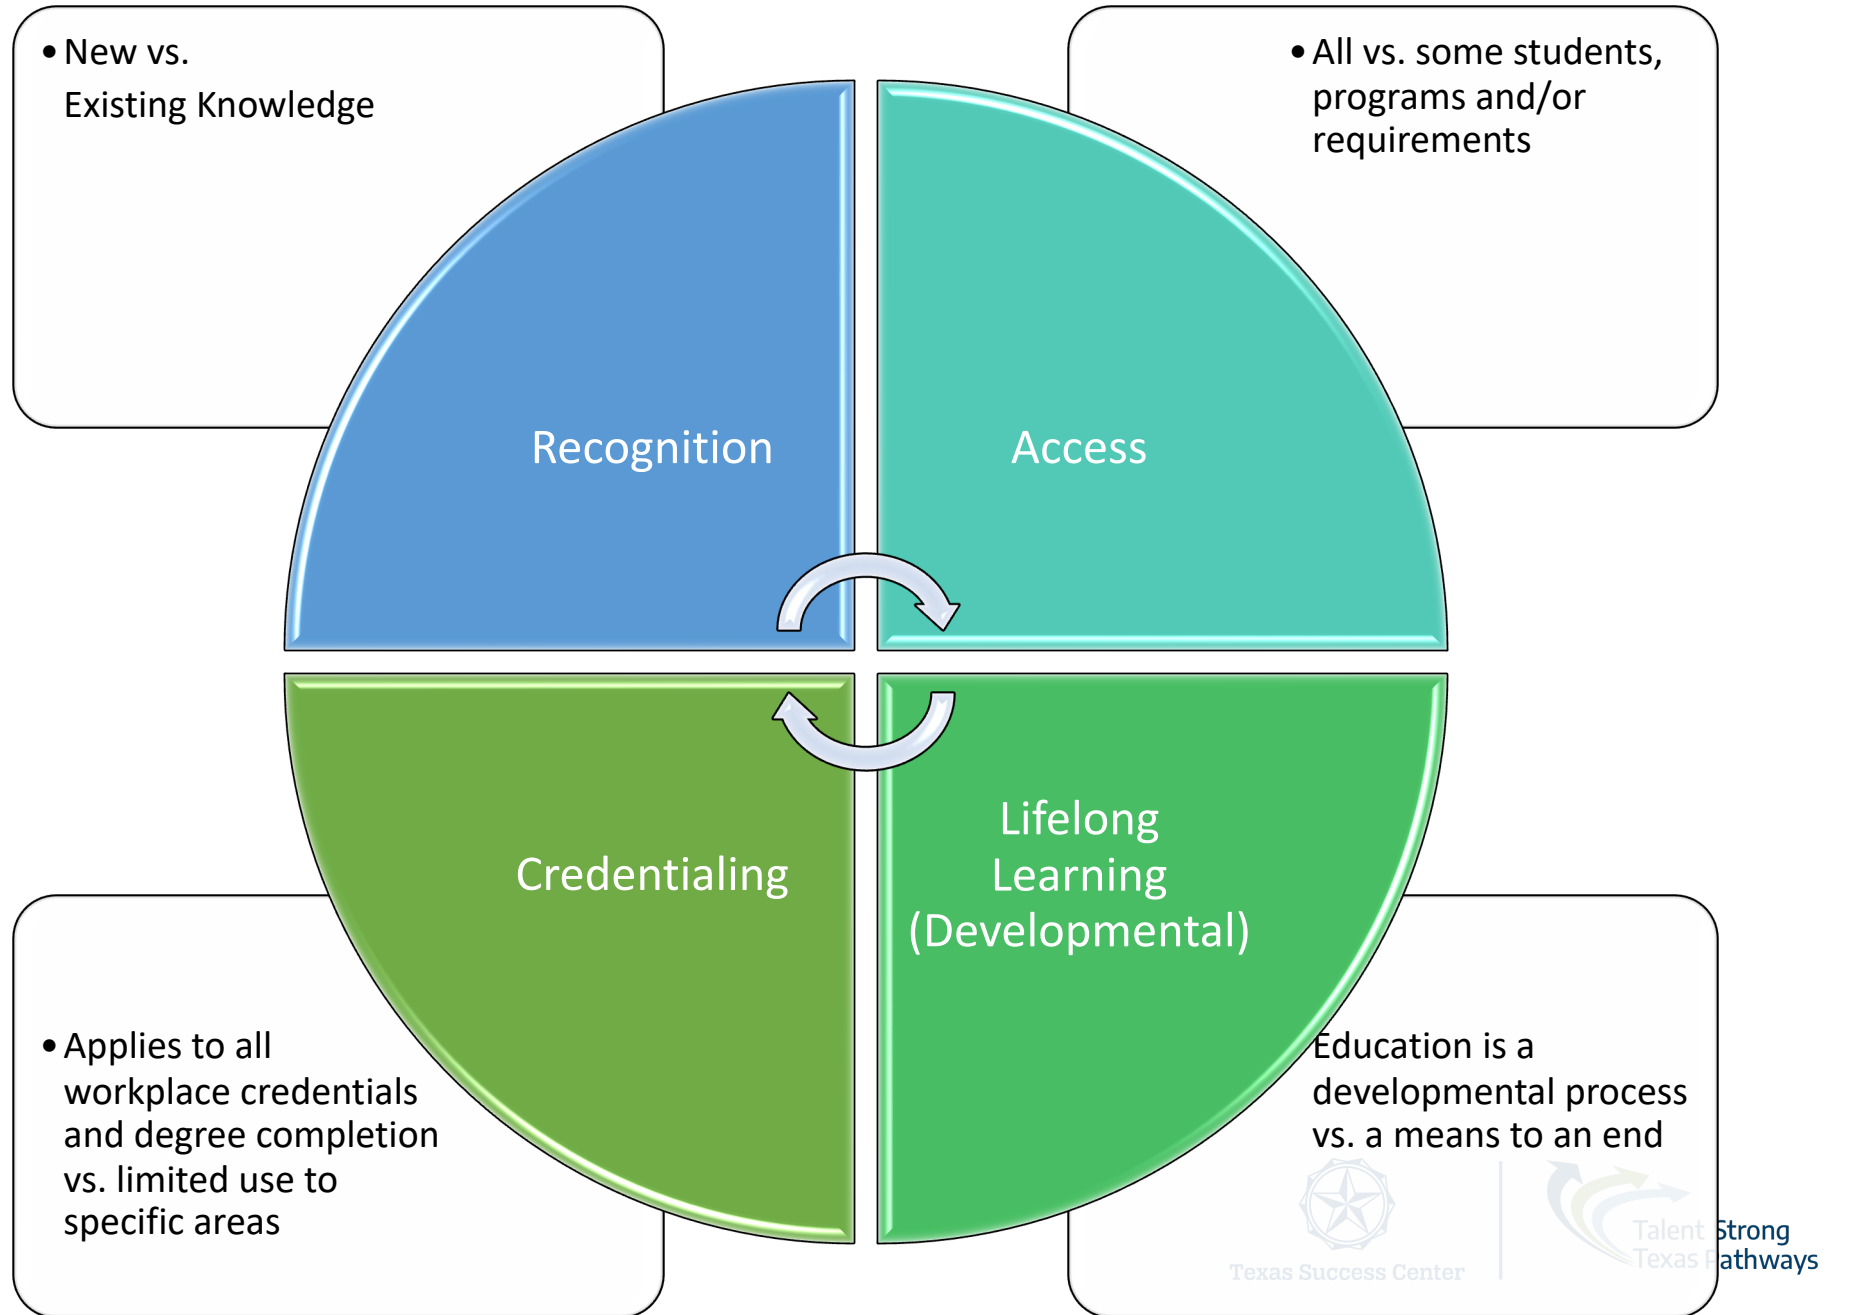 • New vs.
Existing Knowledge
• All vs. some students,
programs and/or
requirements
Recognition
Access
Credentialing
Lifelong
Learning
(Developmental)
• Applies to all
workplace credentials
and degree completion
vs. limited use to
specific areas
Education is a
developmental process
vs. a means to an end
Texas Success Center
Talent Strong
Texas Pathways